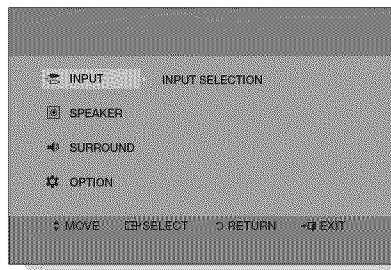 INPUT INPUT SELECTION
SPEAKER
SURROUND
OPTION
MOVE SELECT RETURN EXIT